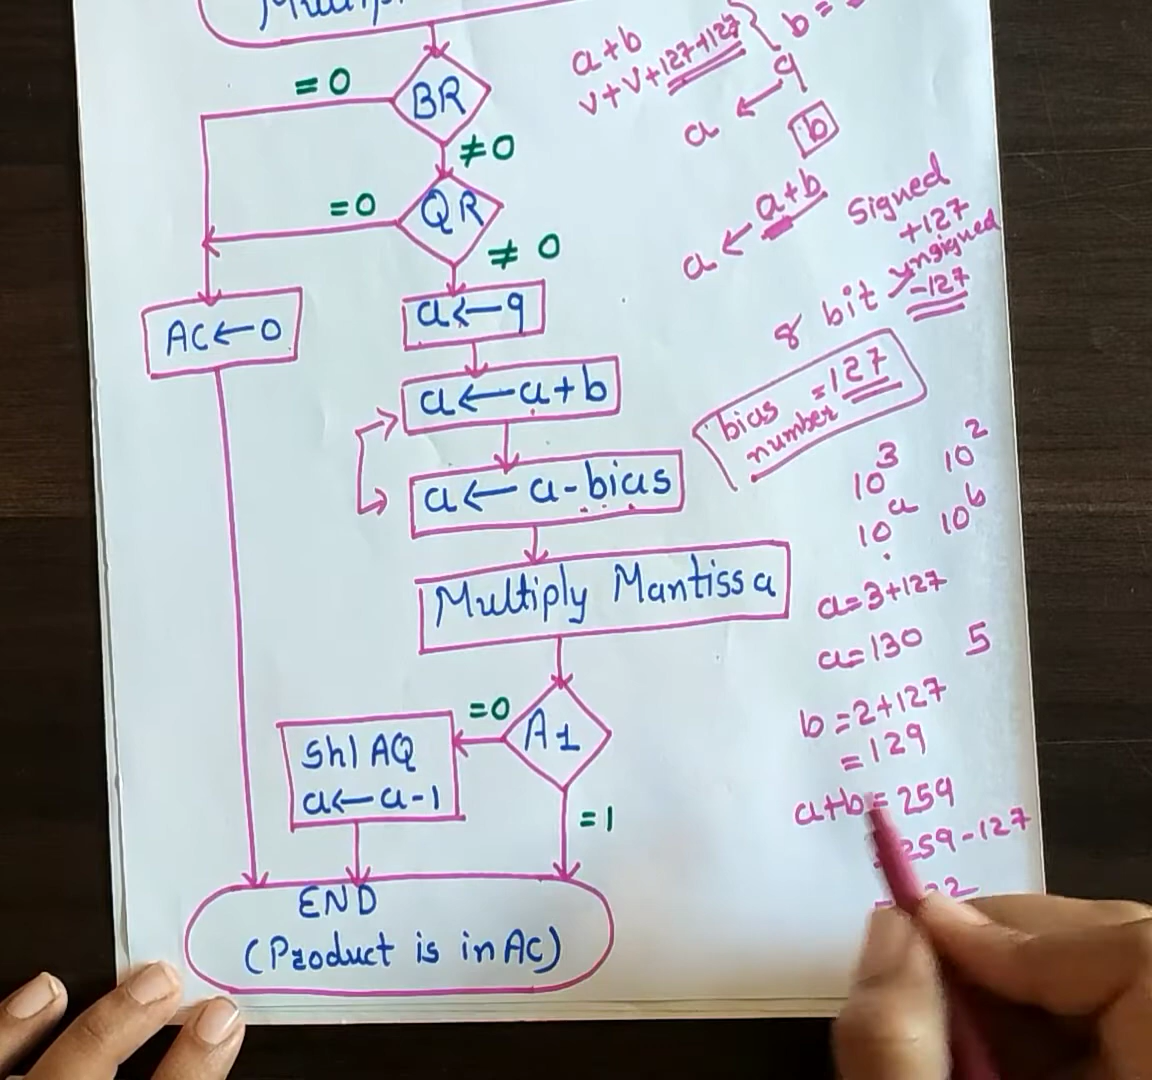 = 0
BR
≠ 0
= 0
QR
≠ 0
AC ← 0
a ← q
a ← a + b
a ← a - bias
Multiply Mantissa
= 0
A1
= 1
Shl AQ
a ← a - 1
END
(Product is in AC)
a + b
v + v + 127 + 127 } b =
a ← q
b
a ← a + b
Signed
+127
unsigned
-127
8 bit
bias
number = 127
10³ 10²
10ᵃ 10ᵇ
a = 3 + 127
a = 130 5
b = 2 + 127
= 129
a + b = 259
259 - 127